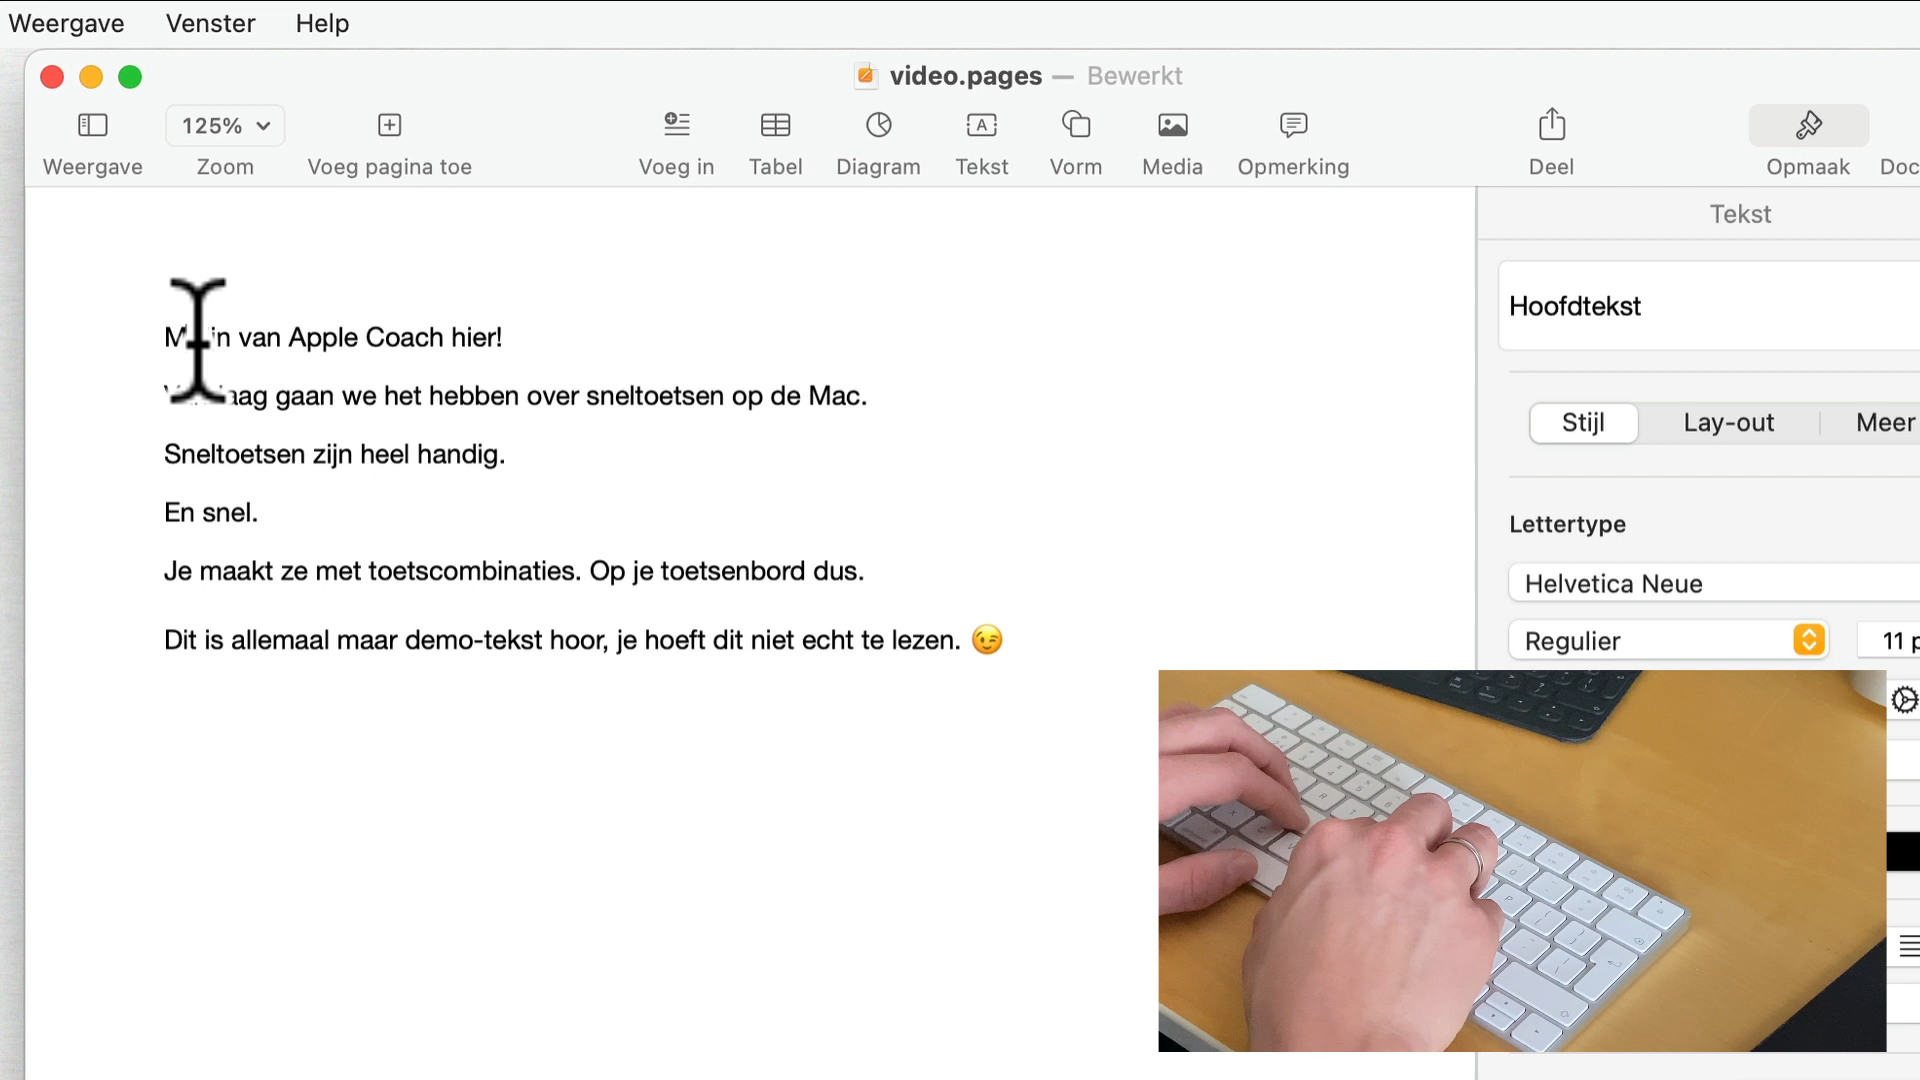 Weergave Venster Help
video.pages — Bewerkt
125%
Weergave Zoom Voeg pagina toe Voeg in Tabel Diagram Tekst Vorm Media Opmerking Deel Opmaak
Tekst
Hoofdtekst
Stijl Lay-out Meer
Lettertype
Helvetica Neue
Regulier 11
van Apple Coach hier!
gaan we het hebben over sneltoetsen op de Mac.
Sneltoetsen zijn heel handig.
En snel.
Je maakt ze met toetscombinaties. Op je toetsenbord dus.
Dit is allemaal maar demo-tekst hoor, je hoeft dit niet echt te lezen. 😉